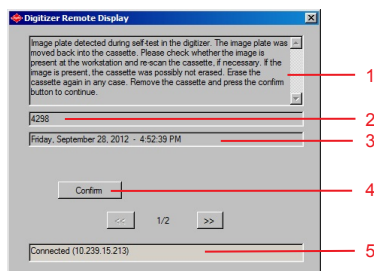 Digitizer Remote Display
Image plate detected during self-test in the digitizer. The image plate was
moved back into the cassette. Please check whether the image is
present at the workstation and re-scan the cassette, if necessary. If the
image is present, the cassette was possibly not erased. Erase the
cassette again in any case. Remove the cassette and press the confirm
button to continue.
1
4298
2
Friday, September 28, 2012 - 4:52:39 PM
3
Confirm
4
<< 1/2 >>
Connected (10.239.15.213)
5